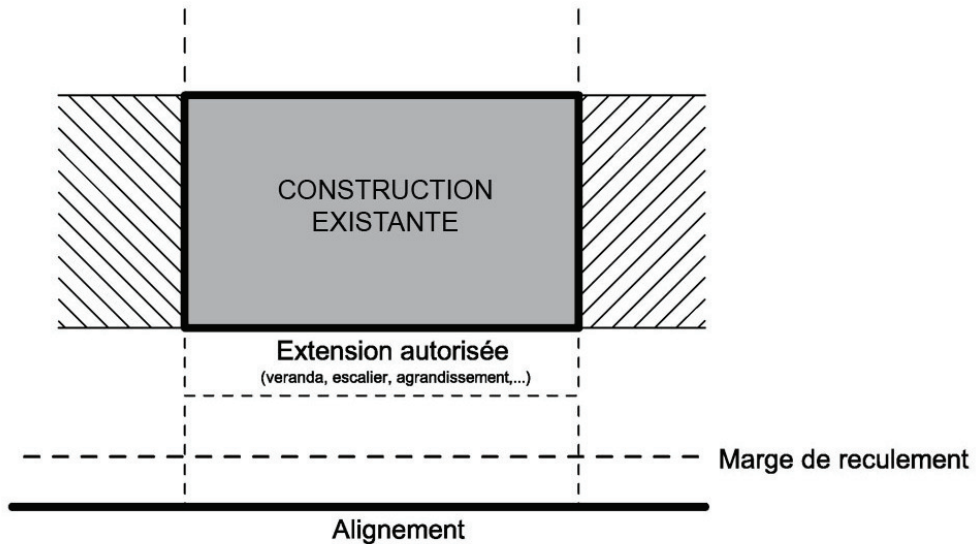 CONSTRUCTION
EXISTANTE
Extension autorisée
(veranda, escalier, agrandissement,...)
Marge de reculement
Alignement